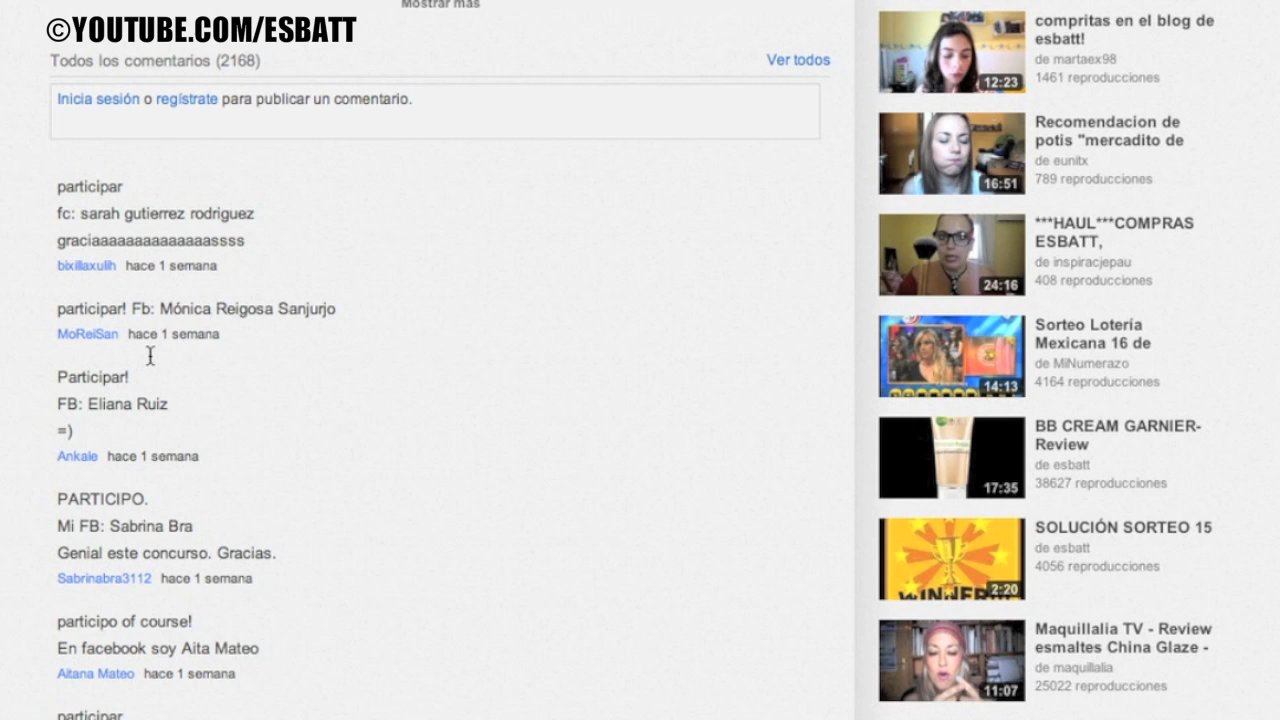 Mostrar más
©YOUTUBE.COM/ESBATT
Todos los comentarios (2168)
Ver todos
Inicia sesión o regístrate para publicar un comentario.
participar
fc: sarah gutierrez rodriguez
graciaaaaaaaaaaaaaassss
bixillaxulih hace 1 semana
participar! Fb: Mónica Reigosa Sanjurjo
MoReiSan hace 1 semana
Participar!
FB: Eliana Ruiz
=)
Ankale hace 1 semana
PARTICIPO.
Mi FB: Sabrina Bra
Genial este concurso. Gracias.
Sabrinabra3112 hace 1 semana
participo of course!
En facebook soy Aita Mateo
Aitana Mateo hace 1 semana
participar
compritas en el blog de
esbatt!
de martaex98
1461 reproducciones
12:23
Recomendacion de
potis "mercadito de
de eunitx
789 reproducciones
16:51
***HAUL***COMPRAS
ESBATT,
de inspiracjepau
408 reproducciones
24:16
Sorteo Lotería
Mexicana 16 de
de MiNumerazo
4164 reproducciones
14:13
BB CREAM GARNIER-
Review
de esbatt
38627 reproducciones
17:35
SOLUCIÓN SORTEO 15
de esbatt
4056 reproducciones
WINNER
2:20
Maquillalia TV - Review
esmaltes China Glaze -
de maquillalia
25022 reproducciones
11:07